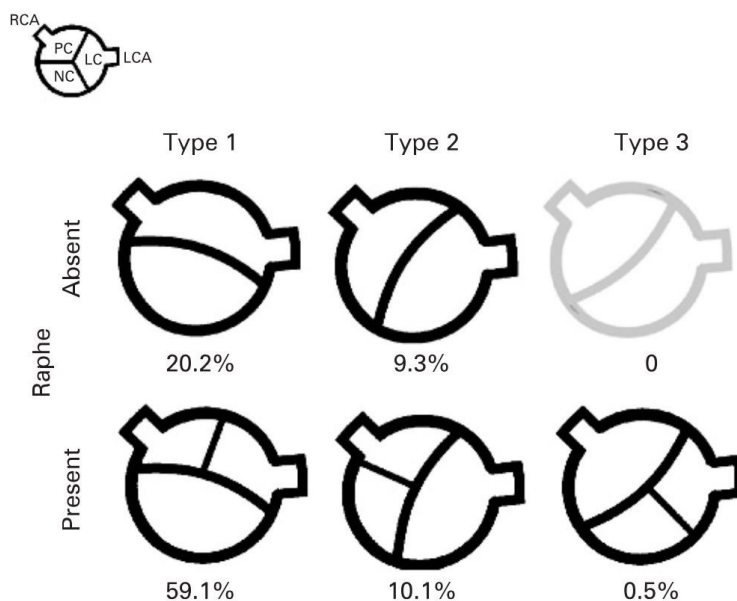 RCA
PC
LC LCA
NC
Type 1 Type 2 Type 3
Absent
20.2% 9.3% 0
Raphe
Present
59.1% 10.1% 0.5%